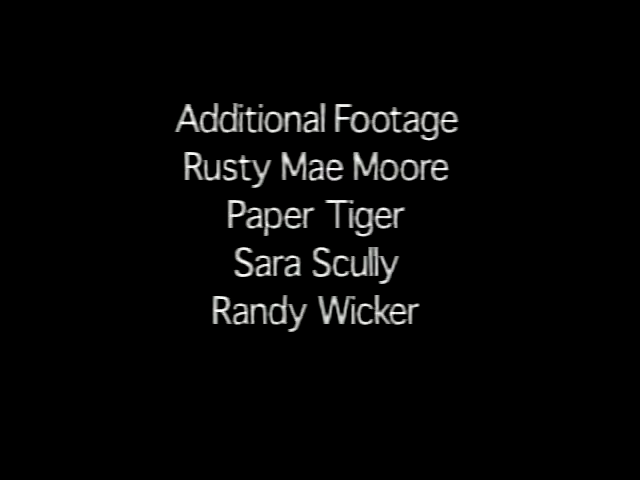 Additional Footage
Rusty Mae Moore
Paper Tiger
Sara Scully
Randy Wicker